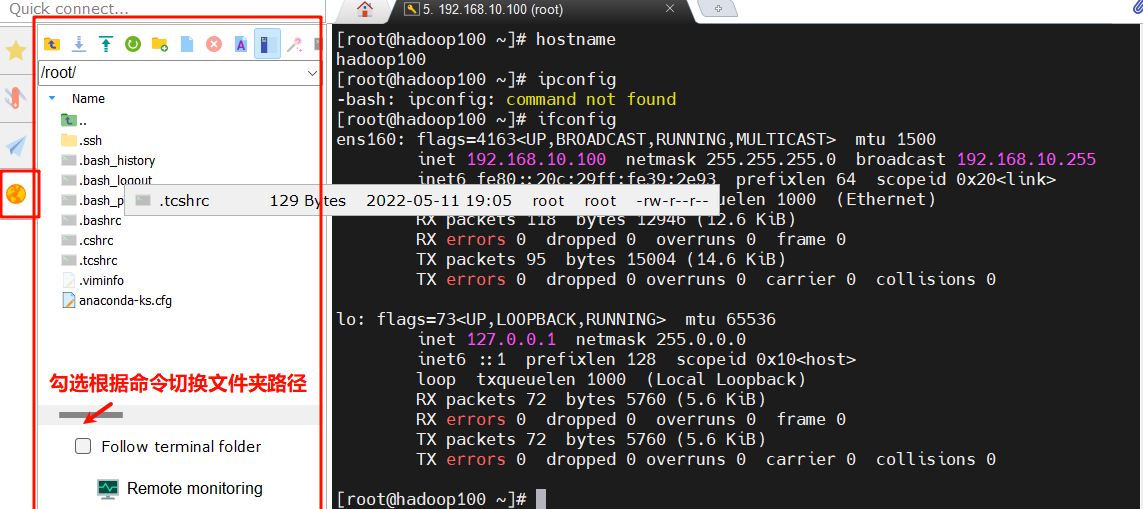 Quick connect...
5. 192.168.10.100 (root)
/root/
Name
..
.ssh
.bash_history
.bash_logout
.bash_p
.bashrc
.cshrc
.tcshrc
.viminfo
anaconda-ks.cfg
.tcshrc 129 Bytes 2022-05-11 19:05 root root -rw-r--r--
勾选根据命令切换文件夹路径
Follow terminal folder
Remote monitoring
[root@hadoop100 ~]# hostname
hadoop100
[root@hadoop100 ~]# ipconfig
-bash: ipconfig: command not found
[root@hadoop100 ~]# ifconfig
ens160: flags=4163<UP,BROADCAST,RUNNING,MULTICAST>  mtu 1500
        inet 192.168.10.100  netmask 255.255.255.0  broadcast 192.168.10.255
        inet6 fe80::20c:29ff:fe39:2e93  prefixlen 64  scopeid 0x20<link>
        queuelen 1000  (Ethernet)
        RX packets 118  bytes 12946 (12.6 KiB)
        RX errors 0  dropped 0  overruns 0  frame 0
        TX packets 95  bytes 15004 (14.6 KiB)
        TX errors 0  dropped 0 overruns 0  carrier 0  collisions 0
lo: flags=73<UP,LOOPBACK,RUNNING>  mtu 65536
        inet 127.0.0.1  netmask 255.0.0.0
        inet6 ::1  prefixlen 128  scopeid 0x10<host>
        loop  txqueuelen 1000  (Local Loopback)
        RX packets 72  bytes 5760 (5.6 KiB)
        RX errors 0  dropped 0  overruns 0  frame 0
        TX packets 72  bytes 5760 (5.6 KiB)
        TX errors 0  dropped 0 overruns 0  carrier 0  collisions 0
[root@hadoop100 ~]#